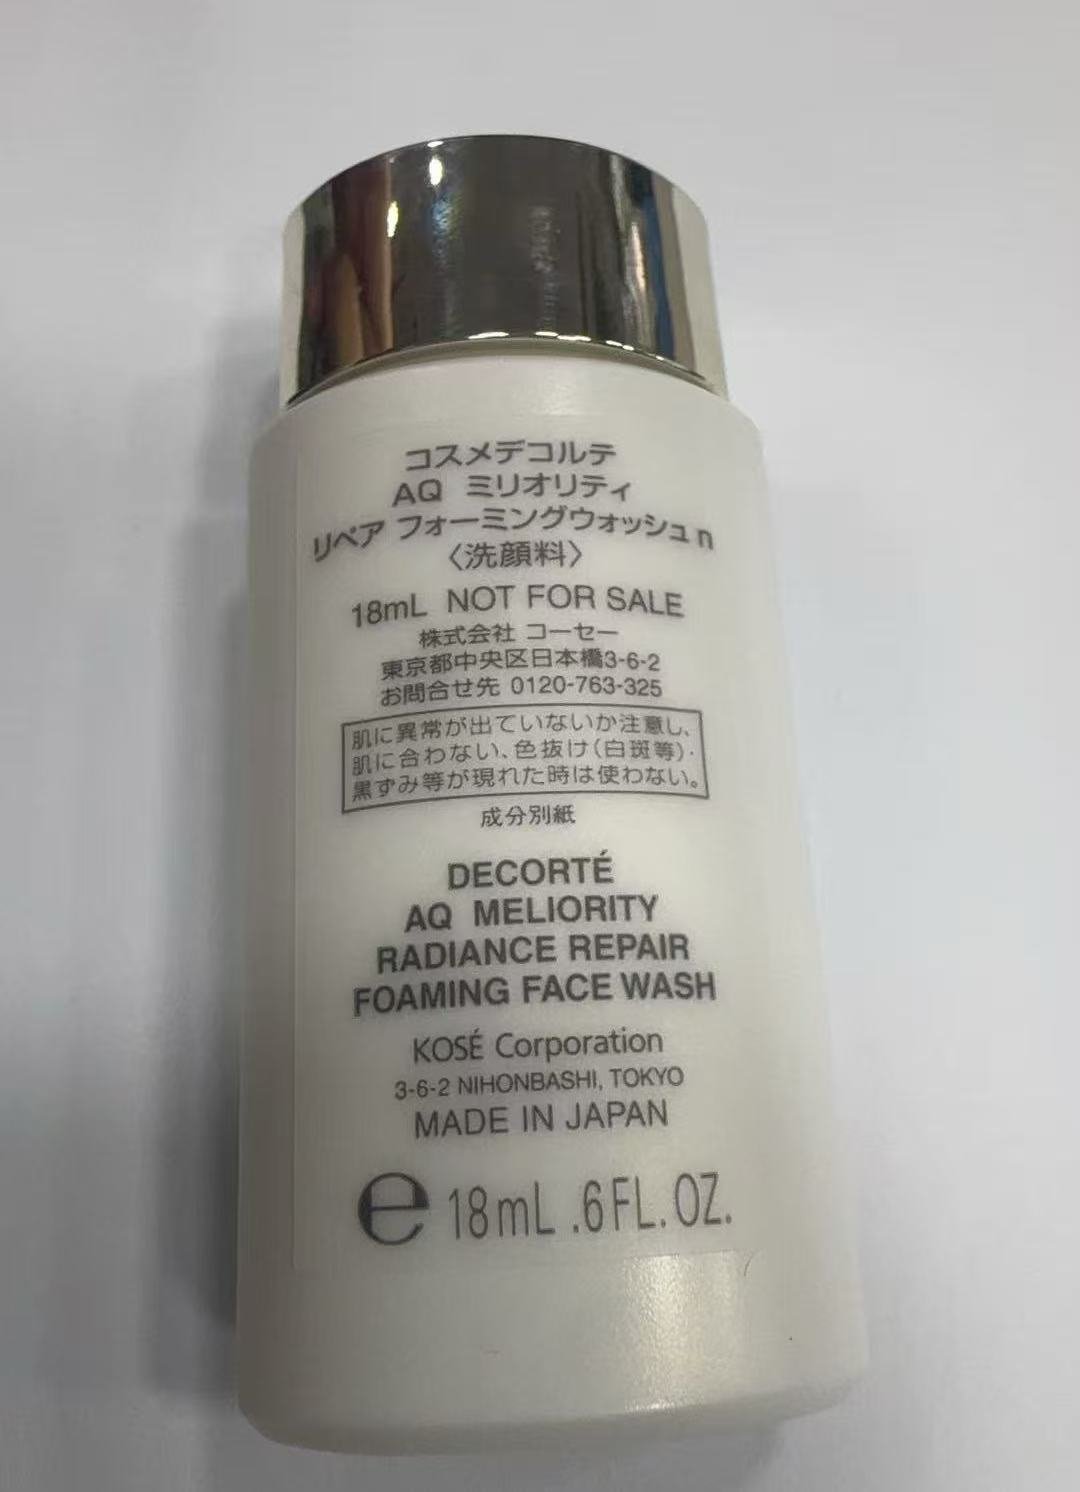 コスメデコルテ
AQ ミリオリティ
リペア フォーミングウォッシュ n
〈洗顔料〉
18mL NOT FOR SALE
株式会社 コーセー
東京都中央区日本橋3-6-2
お問合せ先 0120-763-325
肌に異常が出ていないか注意し、
肌に合わない、色抜け(白斑等)・
黒ずみ等が現れた時は使わない。
成分別紙
DECORTÉ
AQ MELIORITY
RADIANCE REPAIR
FOAMING FACE WASH
KOSÉ Corporation
3-6-2 NIHONBASHI, TOKYO
MADE IN JAPAN
e 18mL .6FL. OZ.